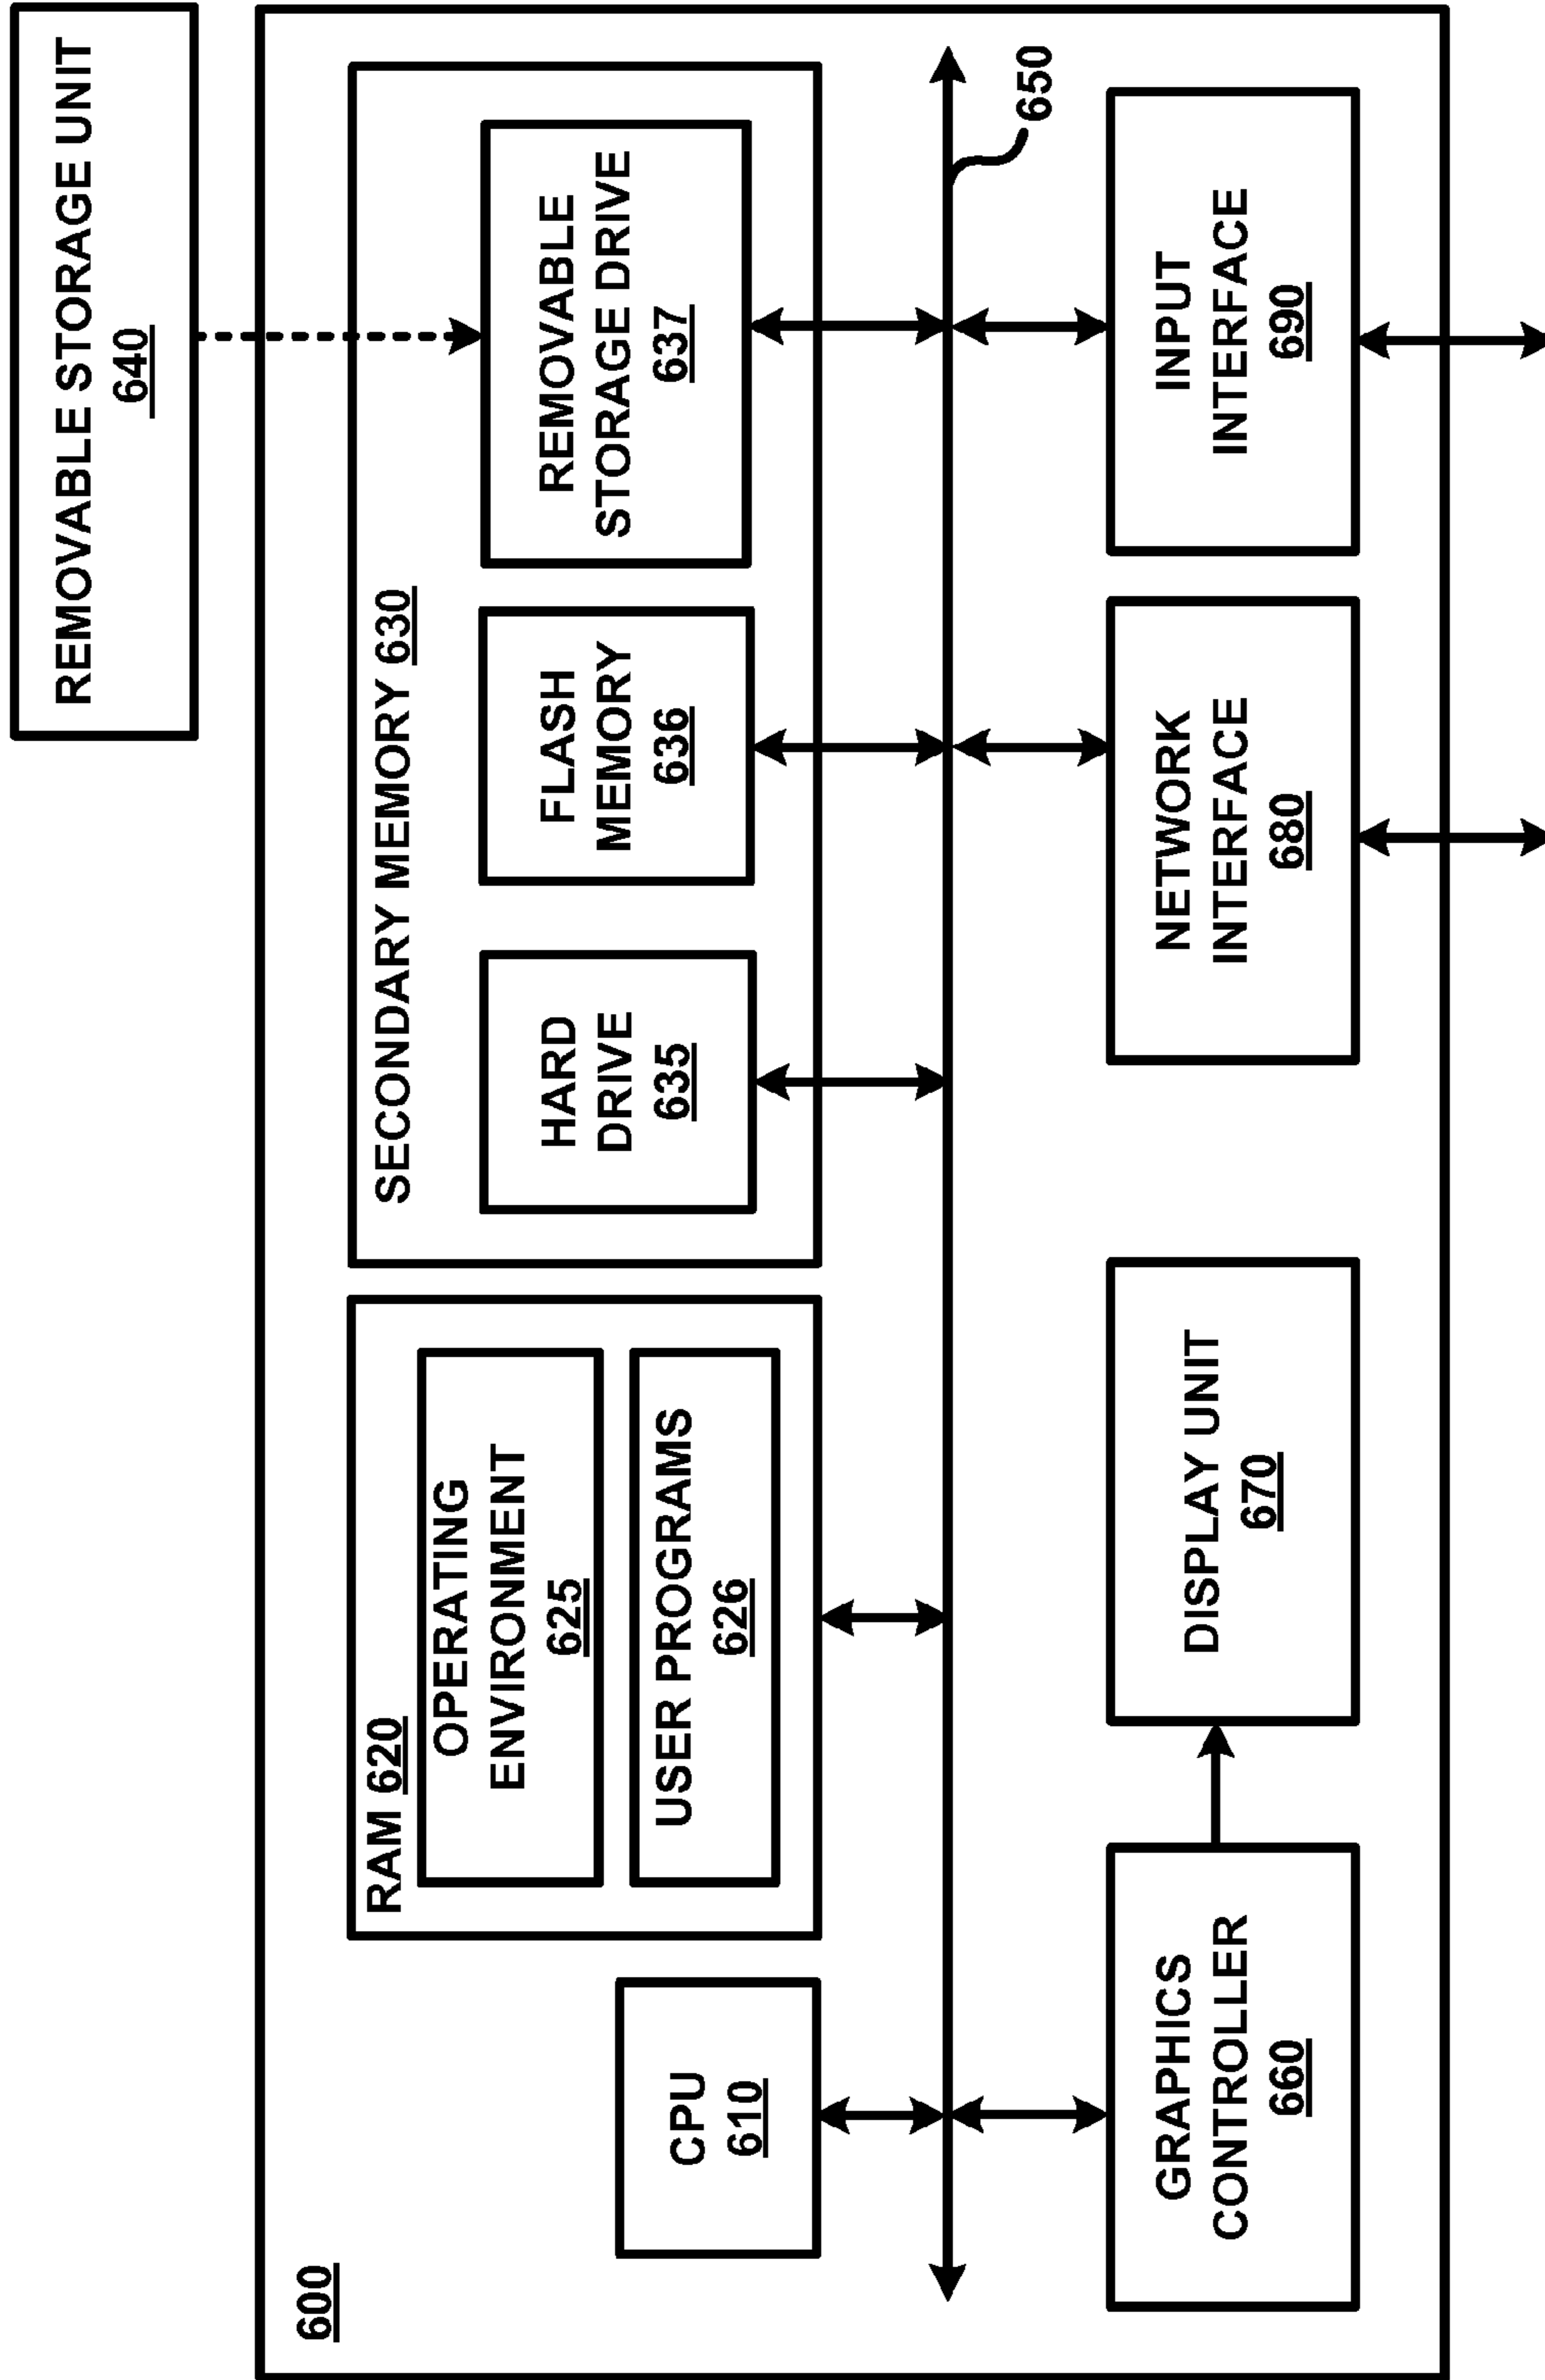 REMOVABLE STORAGE UNIT
640
600
CPU
610
RAM 620
OPERATING
ENVIRONMENT
625
USER PROGRAMS
626
SECONDARY MEMORY 630
HARD
DRIVE
635
FLASH
MEMORY
636
REMOVABLE
STORAGE DRIVE
637
650
GRAPHICS
CONTROLLER
660
DISPLAY UNIT
670
NETWORK
INTERFACE
680
INPUT
INTERFACE
690